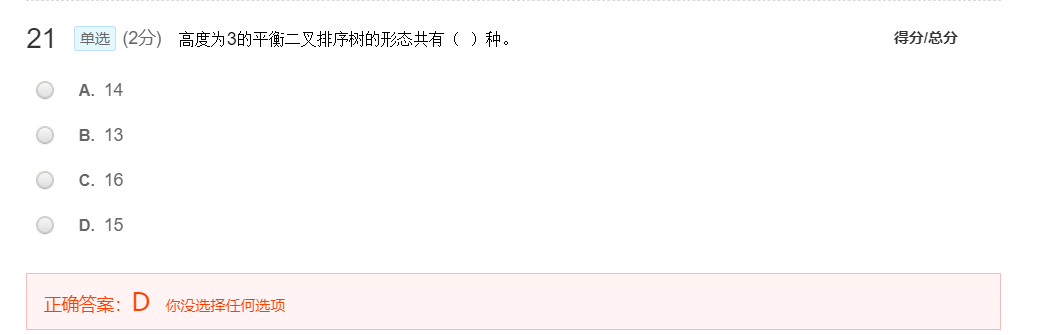 21 单选 (2分) 高度为3的平衡二叉排序树的形态共有（ ）种。 得分/总分
A. 14
B. 13
C. 16
D. 15
正确答案：D 你没选择任何选项